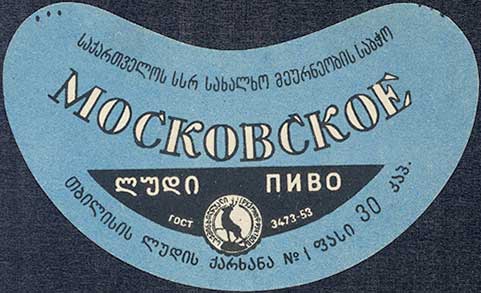 საქართველოს სსრ სახალხო მეურნეობის საბჭო
МОСКОВСКОЕ
ლუდი ПИВО
ГОСТ 3473-53
თბილისის ლუდის ქარხანა №1 ფასი 30 კაპ.